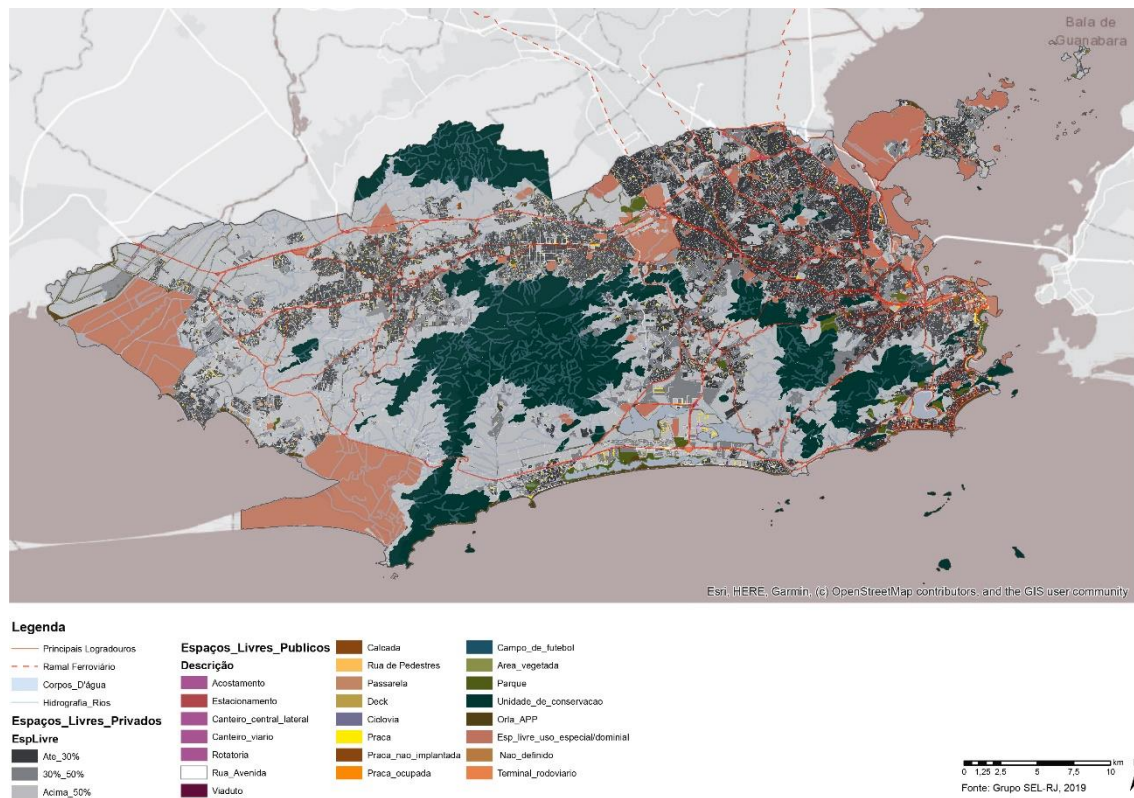 Baia de
Guanabara
Esri, HERE, Garmin, (c) OpenStreetMap contributors, and the GIS user community
Legenda
Principais Logradouros
Ramal Ferroviário
Corpos_D'água
Hidrografia_Rios
Espaços_Livres_Privados
EspLivre
Ate_30%
30%_50%
Acima_50%
Espaços_Livres_Publicos
Descrição
Acostamento
Estacionamento
Canteiro_central_lateral
Canteiro_viario
Rotatoria
Rua_Avenida
Viaduto
Calcada
Rua de Pedestres
Passarela
Deck
Ciclovia
Praca
Praca_nao_implantada
Praca_ocupada
Campo_de_futebol
Area_vegetada
Parque
Unidade_de_conservacao
Orla_APP
Esp_livre_uso_especial/dominial
Nao_definido
Terminal_rodoviario
km
0 1,25 2,5 5 7,5 10
Fonte: Grupo SEL-RJ, 2019